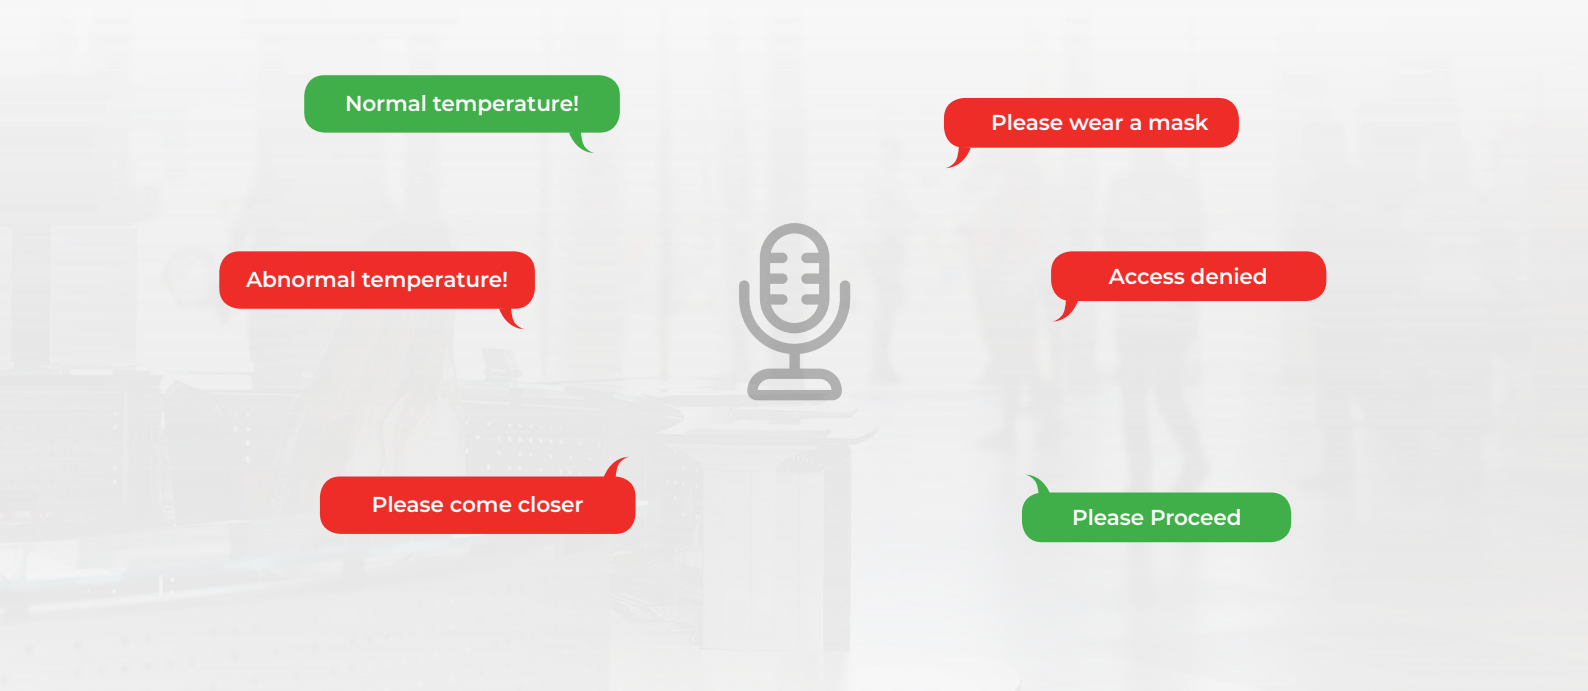 Normal temperature!
Please wear a mask
Abnormal temperature!
Access denied
Please come closer
Please Proceed